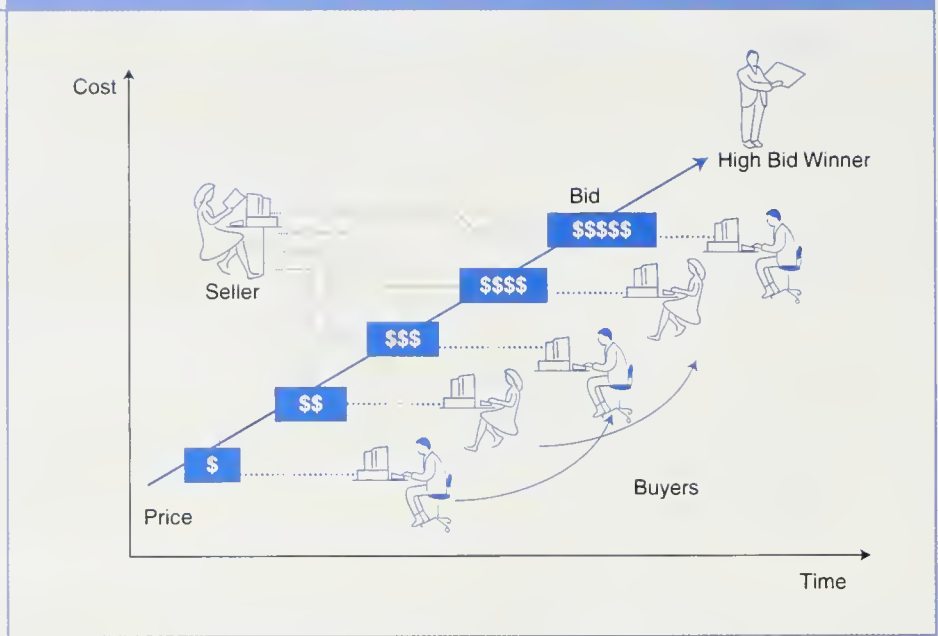 Cost
High Bid Winner
Bid
$$$$$
Seller
$$$$
$$$
$$
$
Buyers
Price
Time